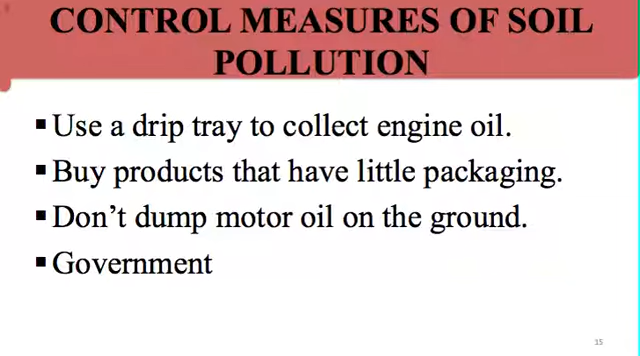 CONTROL MEASURES OF SOIL
POLLUTION
▪ Use a drip tray to collect engine oil.
▪ Buy products that have little packaging.
▪ Don’t dump motor oil on the ground.
▪ Government
15